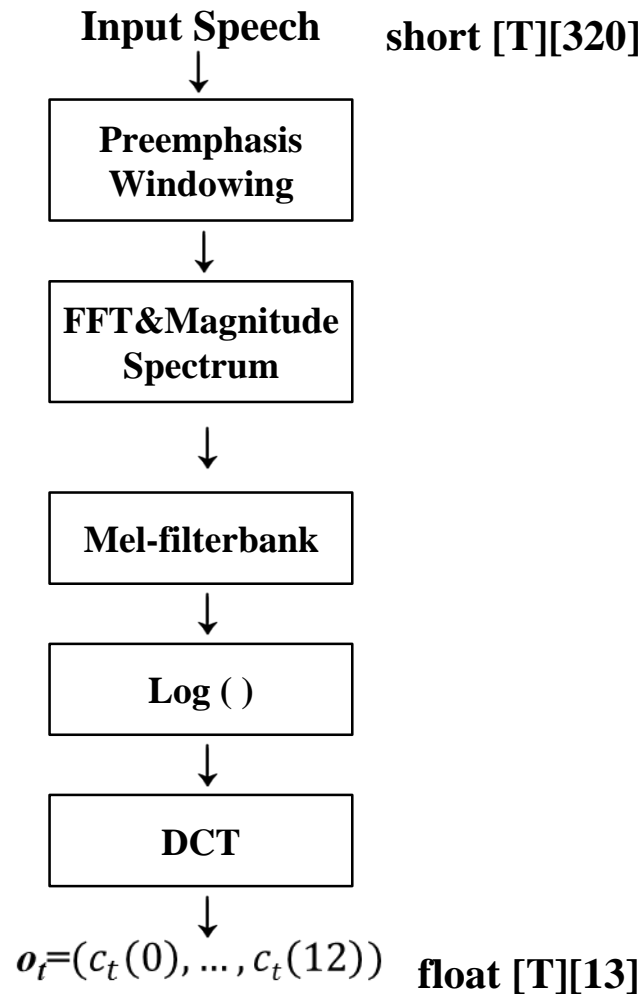 Input Speech short [T][320]
Preemphasis
Windowing
FFT&Magnitude
Spectrum
Mel-filterbank
Log ( )
DCT
o_t=(c_t(0), … , c_t(12)) float [T][13]